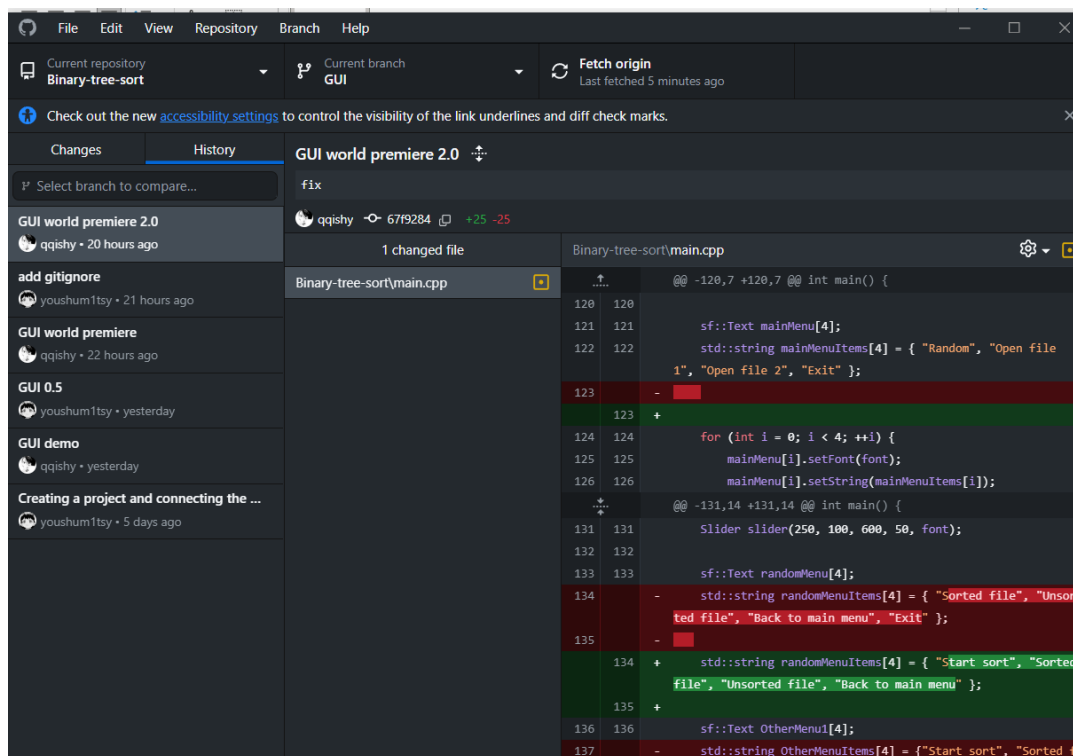 File Edit View Repository Branch Help
Current repository
Binary-tree-sort
Current branch
GUI
Fetch origin
Last fetched 5 minutes ago
Check out the new accessibility settings to control the visibility of the link underlines and diff check marks.
Changes History
Select branch to compare...
GUI world premiere 2.0
qqishy • 20 hours ago
add gitignore
youshum1tsy • 21 hours ago
GUI world premiere
qqishy • 22 hours ago
GUI 0.5
youshum1tsy • yesterday
GUI demo
qqishy • yesterday
Creating a project and connecting the ...
youshum1tsy • 5 days ago
GUI world premiere 2.0
fix
qqishy 67f9284 +25 -25
1 changed file
Binary-tree-sort\main.cpp
Binary-tree-sort\main.cpp
@@ -120,7 +120,7 @@ int main() {
120 120
121 121 sf::Text mainMenu[4];
122 122 std::string mainMenuItems[4] = { "Random", "Open file
1", "Open file 2", "Exit" };
123 -
123 +
124 124 for (int i = 0; i < 4; ++i) {
125 125 mainMenu[i].setFont(font);
126 126 mainMenu[i].setString(mainMenuItems[i]);
@@ -131,14 +131,14 @@ int main() {
131 131 Slider slider(250, 100, 600, 50, font);
132 132
133 133 sf::Text randomMenu[4];
134 - std::string randomMenuItems[4] = { "Sorted file", "Unsor
ted file", "Back to main menu", "Exit" };
135 -
134 + std::string randomMenuItems[4] = { "Start sort", "Sorted
file", "Unsorted file", "Back to main menu" };
135 +
136 136 sf::Text OtherMenu1[4];
137 - std::string OtherMenuItems[4] = {"Start sort", "Sorted